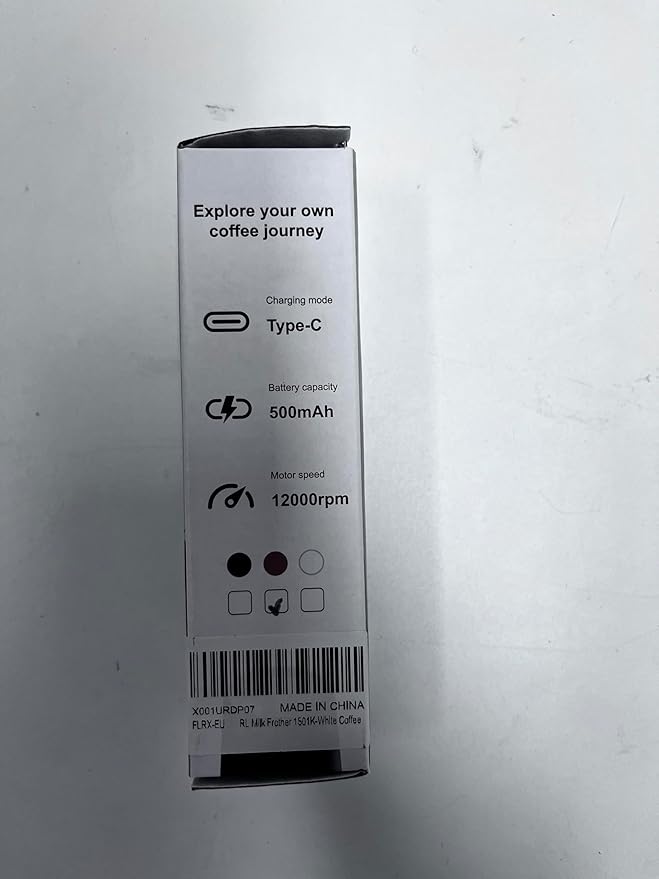 Explore your own
coffee journey
Charging mode
Type-C
Battery capacity
500mAh
Motor speed
12000rpm
X001URDP07 MADE IN CHINA
FLRX-EU RL Milk Frother 1601K-White Coffee